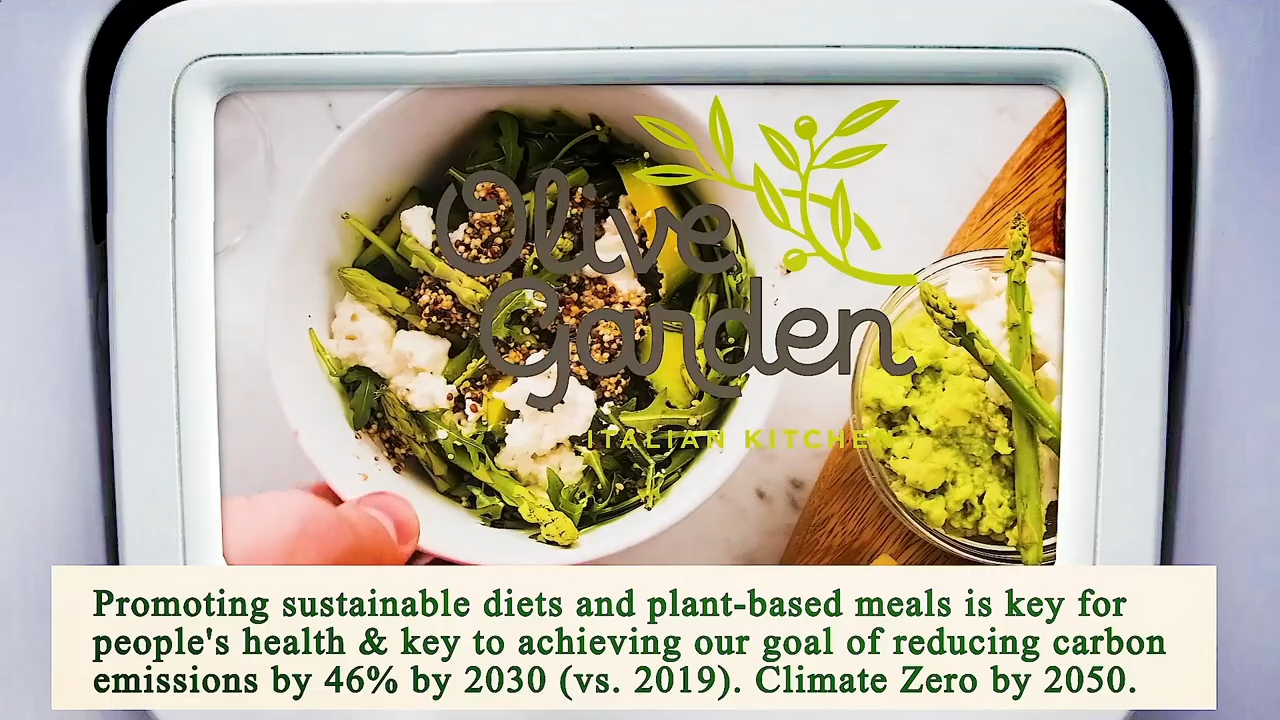 Olive
Garden
ITALIAN KITCHEN
Promoting sustainable diets and plant-based meals is key for
people's health & key to achieving our goal of reducing carbon
emissions by 46% by 2030 (vs. 2019). Climate Zero by 2050.